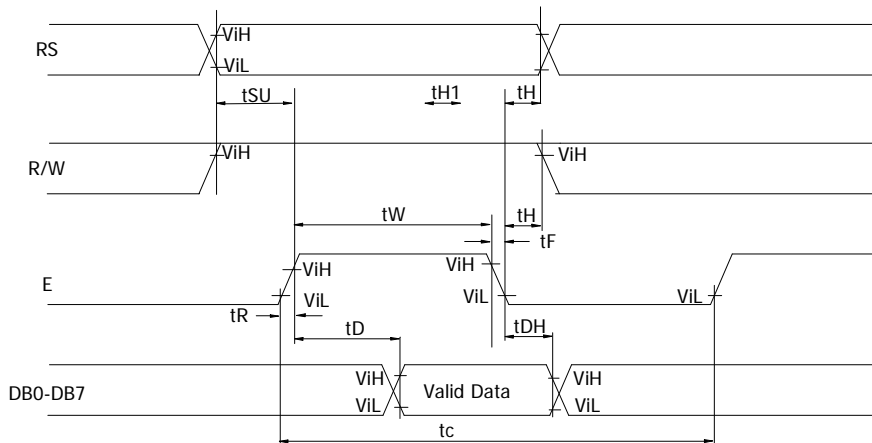 RS
ViH
ViL
tSU
tH1
tH
R/W
ViH
ViH
tW
tH
tF
E
ViH
ViH
ViL
ViL
ViL
tR
tD
tDH
DB0-DB7
ViH
Valid Data
ViH
ViL
ViL
tc